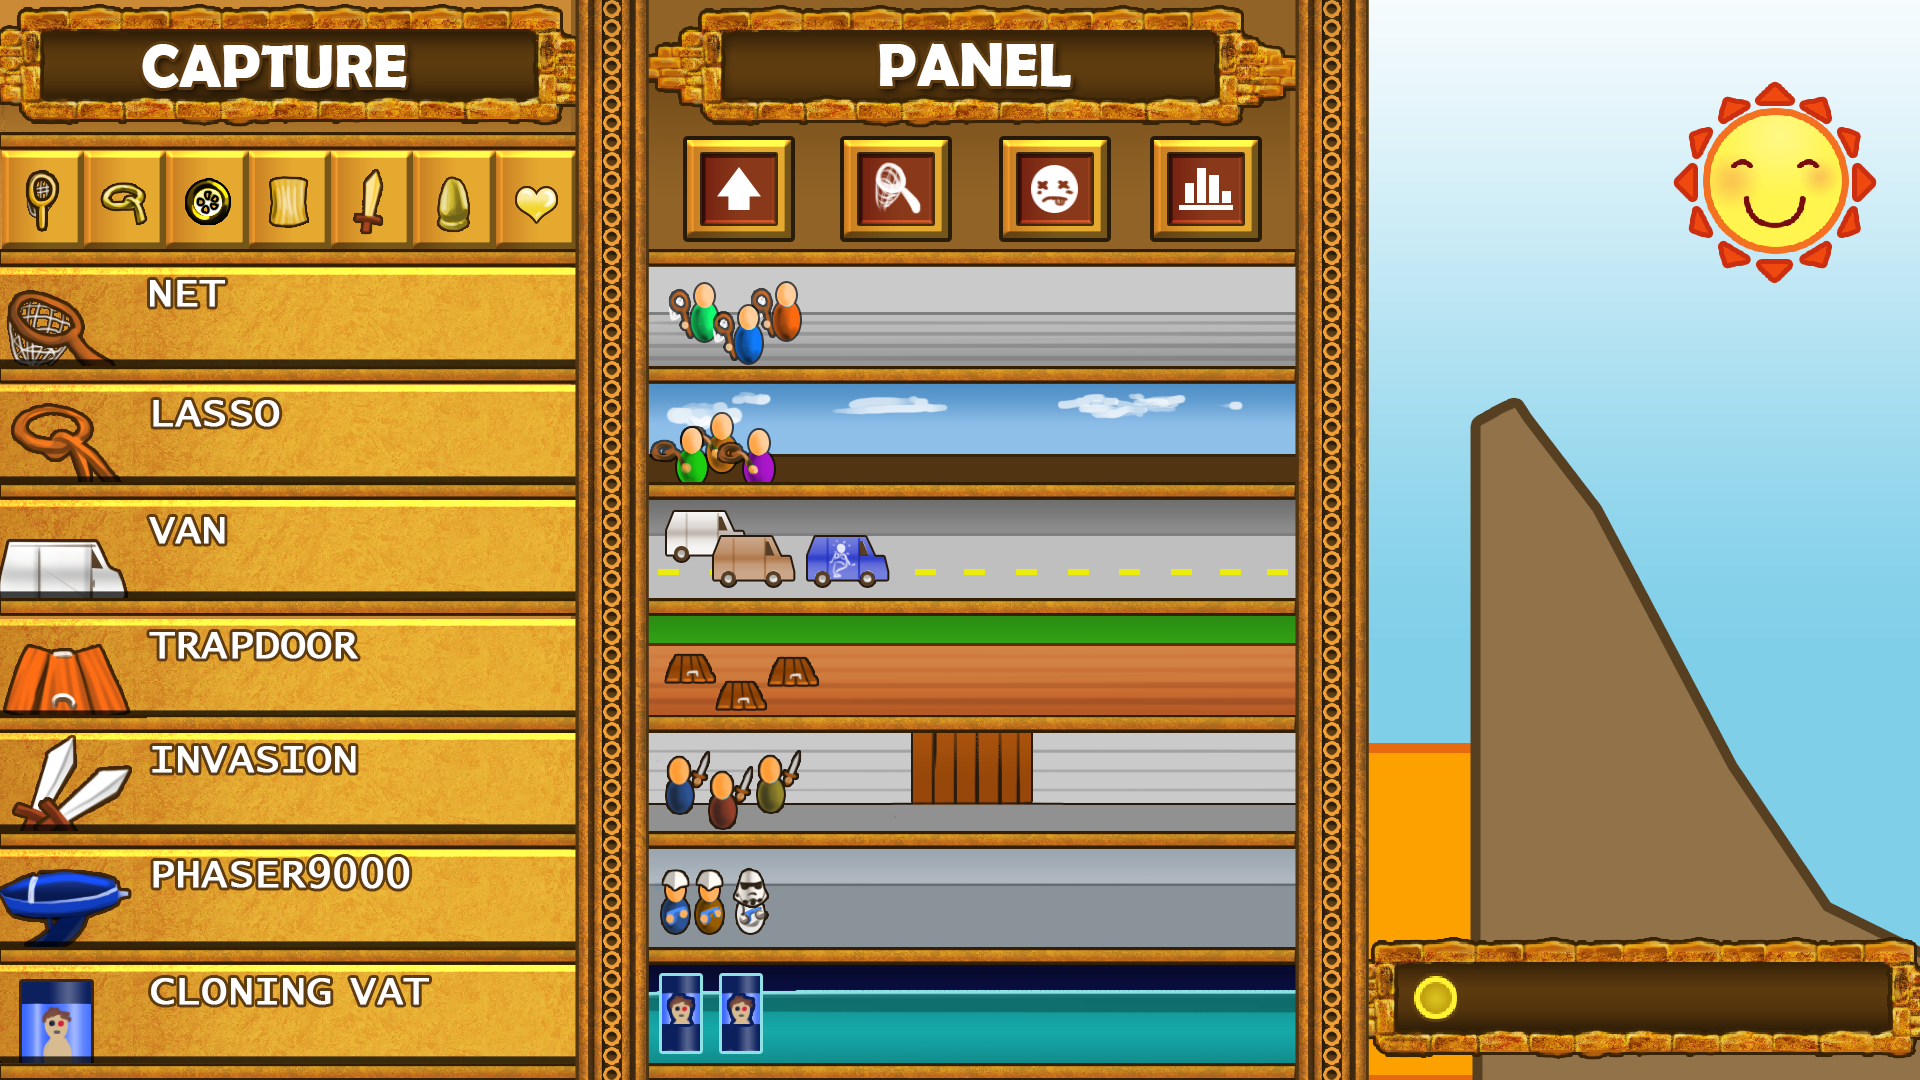 CAPTURE
PANEL
NET
LASSO
VAN
TRAPDOOR
INVASION
PHASER9000
CLONING VAT